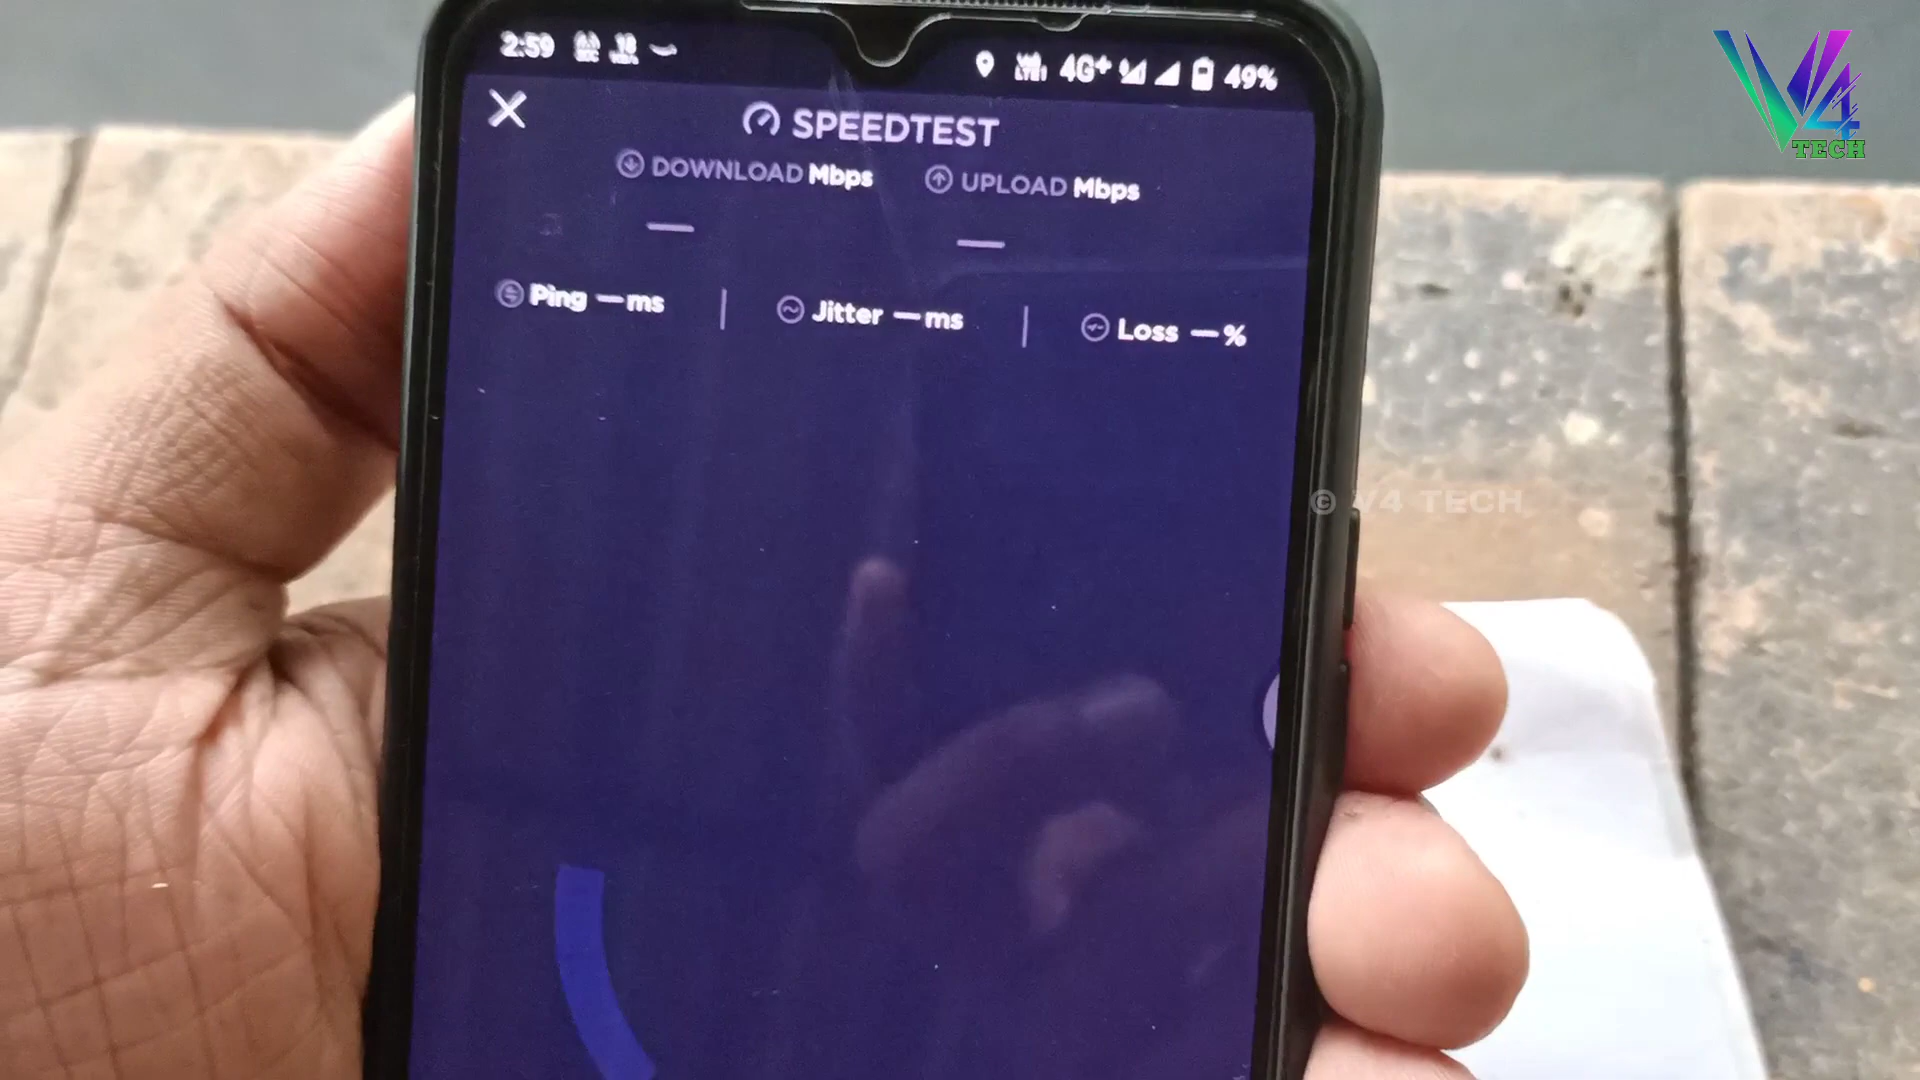 2:59
4G+ 49%
V4
TECH
SPEEDTEST
DOWNLOAD Mbps UPLOAD Mbps
— —
Ping — ms | Jitter — ms | Loss — %
© V4 TECH